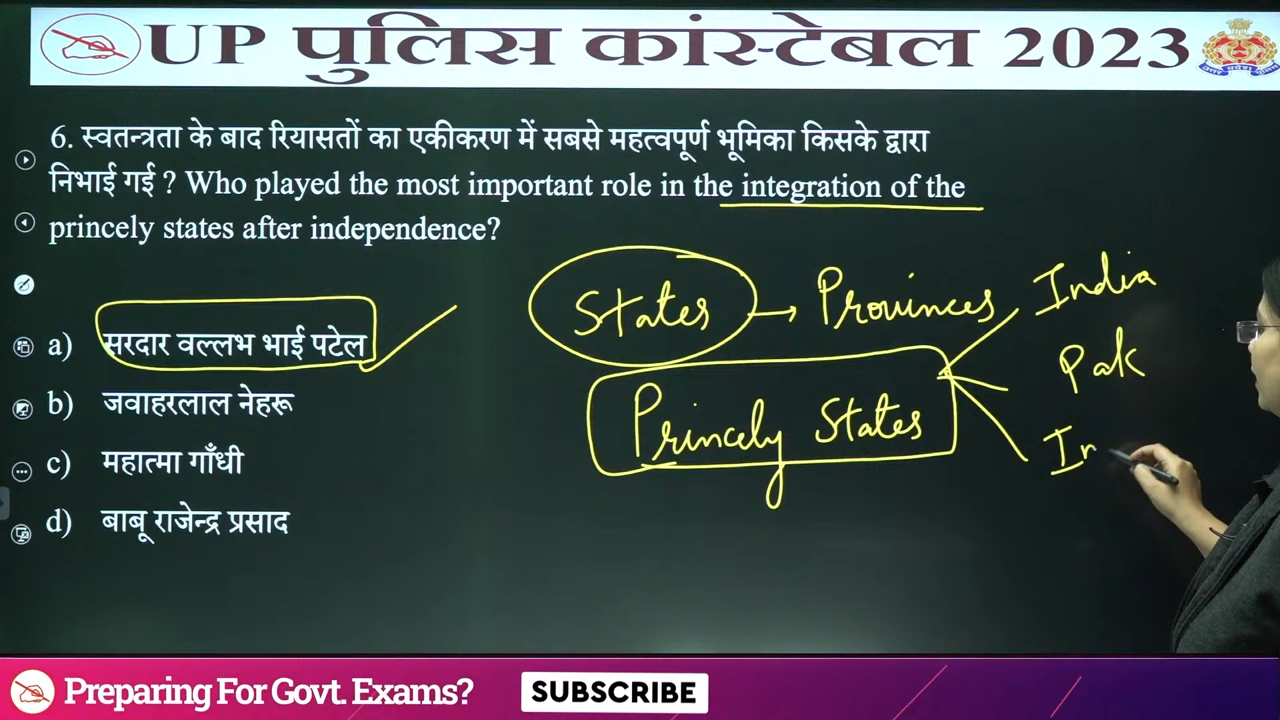 UP पुलिस कांस्टेबल 2023
6. स्वतन्त्रता के बाद रियासतों का एकीकरण में सबसे महत्वपूर्ण भूमिका किसके द्वारा
निभाई गई ? Who played the most important role in the integration of the
princely states after independence?
a) सरदार वल्लभ भाई पटेल
b) जवाहरलाल नेहरू
c) महात्मा गाँधी
d) बाबू राजेन्द्र प्रसाद
States → Provinces
Princely States
India
Pak
In
Preparing For Govt. Exams?
SUBSCRIBE